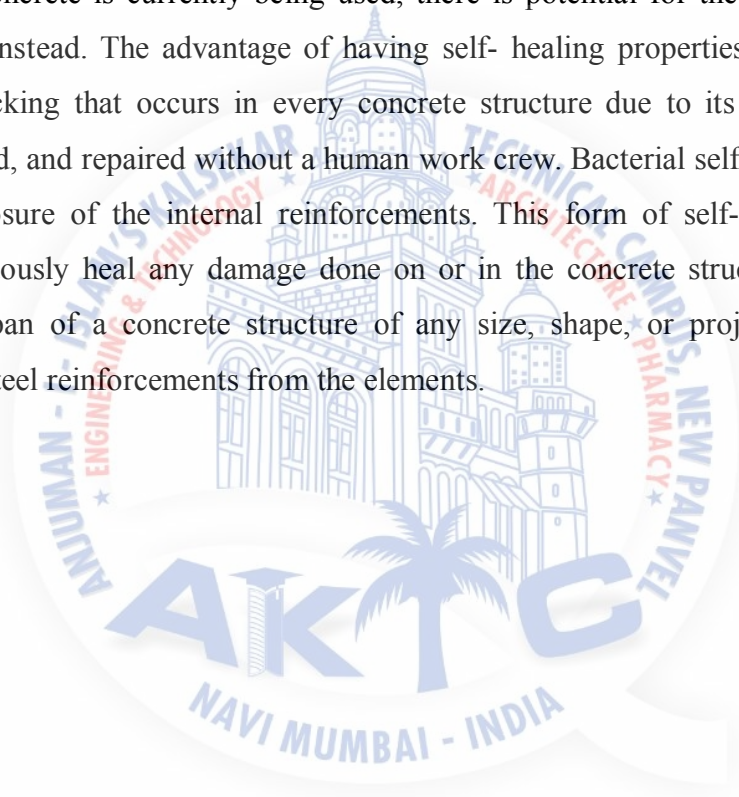 oncrete is currently being used, there is potential for the
nstead. The advantage of having self- healing properties
cking that occurs in every concrete structure due to its
d, and repaired without a human work crew. Bacterial self
osure of the internal reinforcements. This form of self-
ously heal any damage done on or in the concrete struc
pan of a concrete structure of any size, shape, or proj
teel reinforcements from the elements.
ANJUMAN - I - ISLAM'S KALSEKAR TECHNICAL CAMPUS, NEW PANVEL
★ ENGINEERING & TECHNOLOGY ★ ARCHITECTURE ★ PHARMACY ★
AKTC
NAVI MUMBAI - INDIA